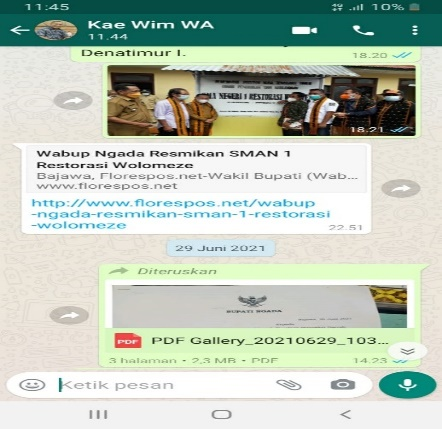 11.45
10%
Kae Wim WA
11.44
Denatimur I.
18.20
18.21
Wabup Ngada Resmikan SMAN 1
Restorasi Wolomeze
Bajawa, Florespos.net-Wakil Bupati (Wab...
www.florespos.net
http://www.florespos.net/wabup
-ngada-resmikan-sman-1-restorasi
-wolomeze
22.51
29 Juni 2021
Diteruskan
BUPATI NGADA
PDF PDF Gallery_20210629_103...
3 halaman • 2,3 MB • PDF
14.23
Ketik pesan